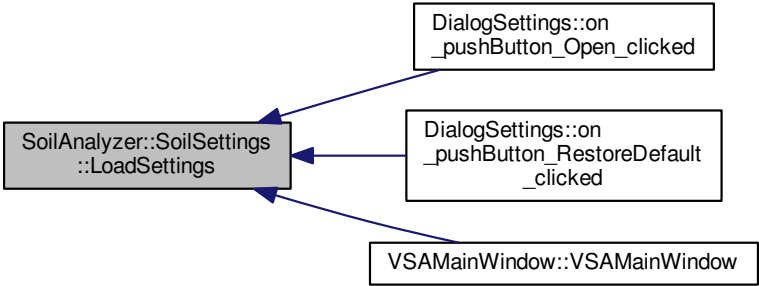 SoilAnalyzer::SoilSettings
::LoadSettings
DialogSettings::on
_pushButton_Open_clicked
DialogSettings::on
_pushButton_RestoreDefault
_clicked
VSAMainWindow::VSAMainWindow